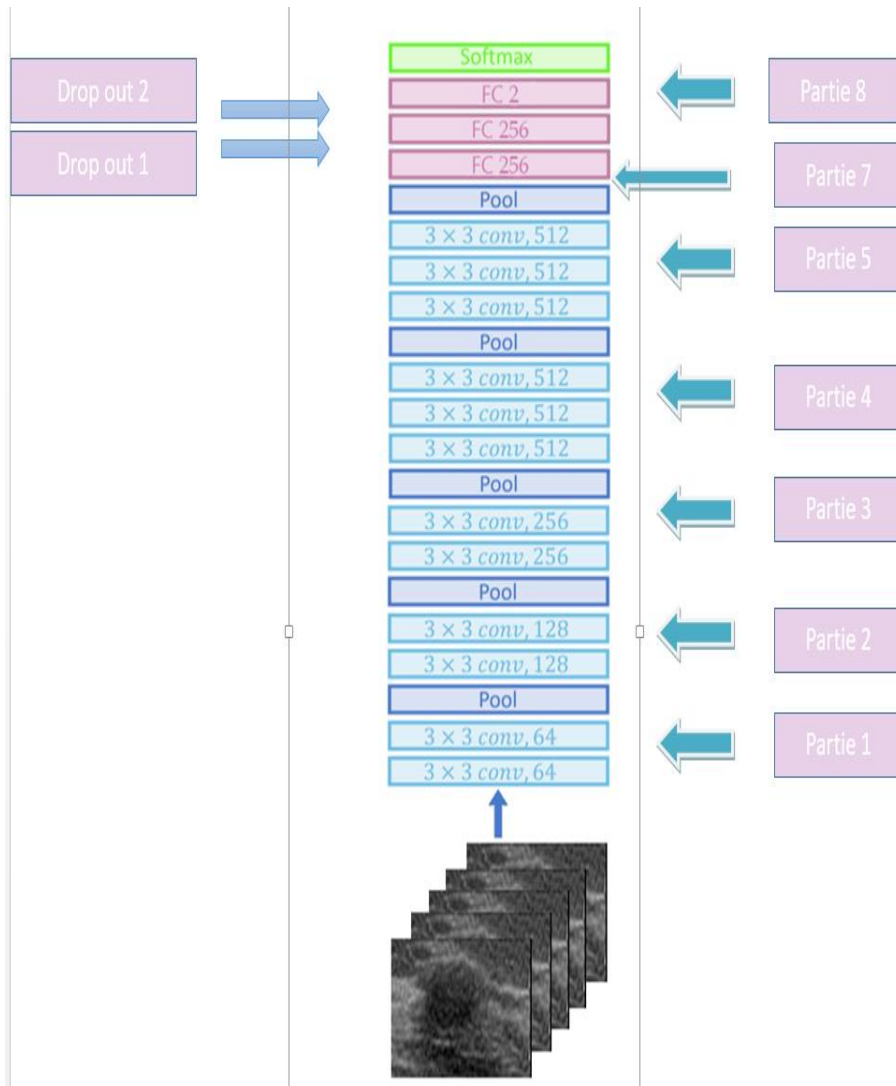 Softmax
FC 2
FC 256
FC 256
Pool
3 × 3 conv, 512
3 × 3 conv, 512
3 × 3 conv, 512
Pool
3 × 3 conv, 512
3 × 3 conv, 512
3 × 3 conv, 512
Pool
3 × 3 conv, 256
3 × 3 conv, 256
Pool
3 × 3 conv, 128
3 × 3 conv, 128
Pool
3 × 3 conv, 64
3 × 3 conv, 64
Drop out 2
Drop out 1
Partie 8
Partie 7
Partie 5
Partie 4
Partie 3
Partie 2
Partie 1